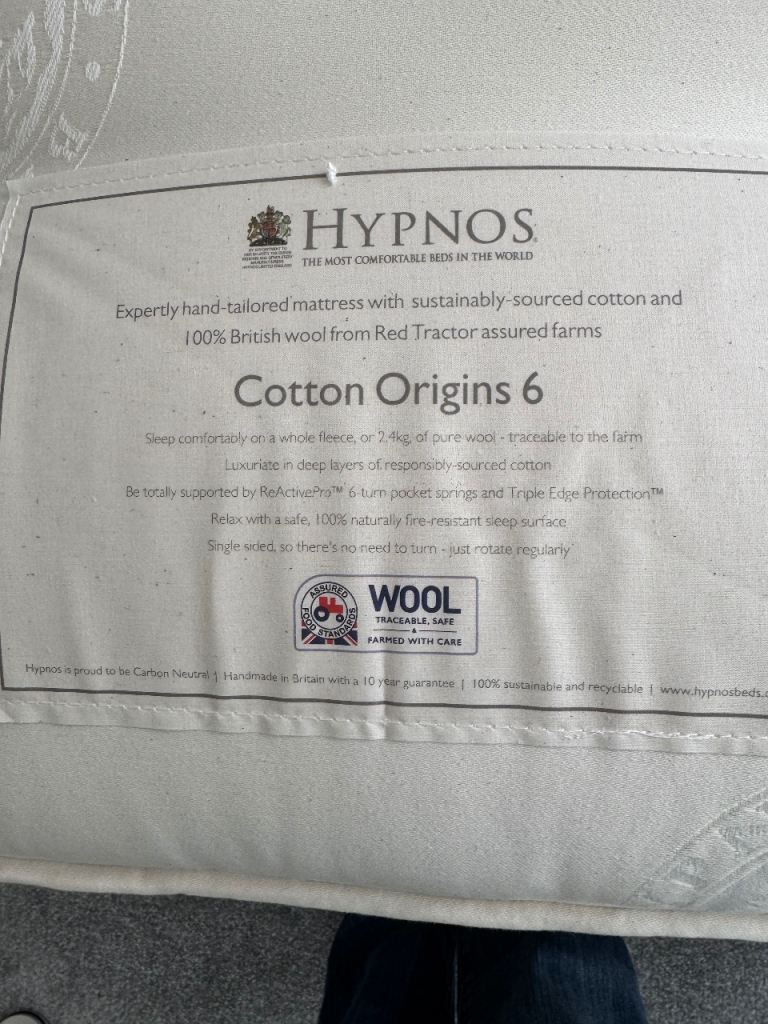 HYPNOS
THE MOST COMFORTABLE BEDS IN THE WORLD
Expertly hand-tailored mattress with sustainably-sourced cotton and
100% British wool from Red Tractor assured farms
Cotton Origins 6
Sleep comfortably on a whole fleece, or 2.4kg, of pure wool - traceable to the farm
Luxuriate in deep layers of responsibly-sourced cotton
Be totally supported by ReActivePro™ 6-turn pocket springs and Triple Edge Protection™
Relax with a safe, 100% naturally fire-resistant sleep surface
Single sided, so there's no need to turn - just rotate regularly
ASSURED
FOOD STANDARDS
WOOL
TRACEABLE, SAFE
&
FARMED WITH CARE
Hypnos is proud to be Carbon Neutral | Handmade in Britain with a 10 year guarantee | 100% sustainable and recyclable | www.hypnosbeds.c